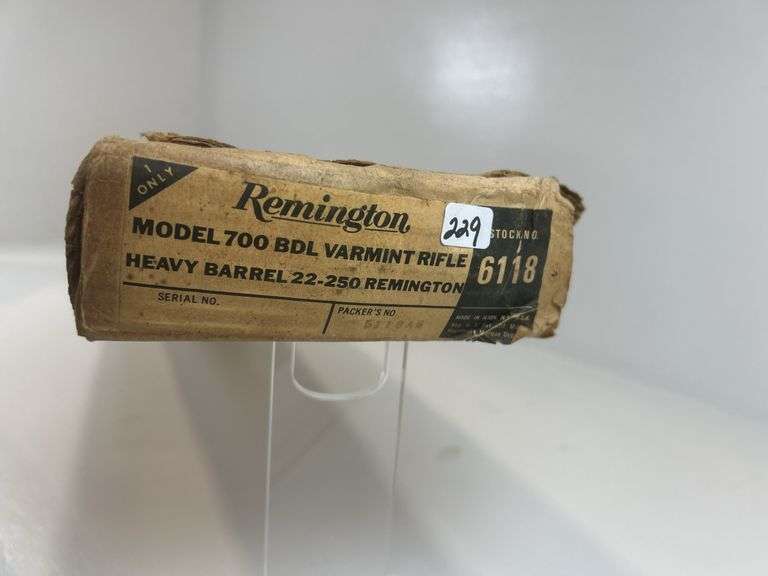 1
ONLY
Remington
229
STOCK NO.
MODEL 700 BDL VARMINT RIFLE
6118
HEAVY BARREL 22-250 REMINGTON
SERIAL NO.
PACKER'S NO.
MADE IN